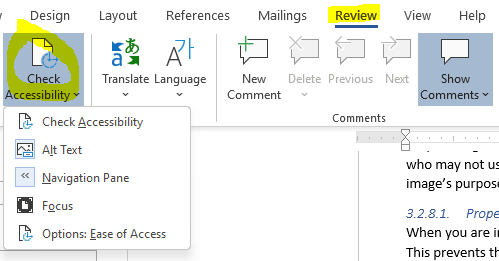 Design Layout References Mailings Review View
Check Accessibility
Translate
Language
New Comment
Delete
Previous
Next
Show Comments
Comments
Check Accessibility
Alt Text
Navigation Pane
Focus
Options: Ease of Access
who may not us
image's purpose
3.2.8.1. Prope
When you are in
This prevents th